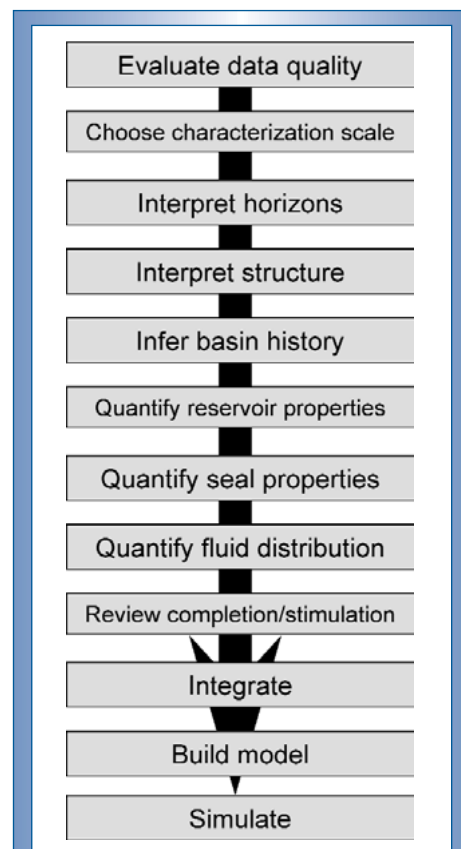 Evaluate data quality
Choose characterization scale
Interpret horizons
Interpret structure
Infer basin history
Quantify reservoir properties
Quantify seal properties
Quantify fluid distribution
Review completion/stimulation
Integrate
Build model
Simulate